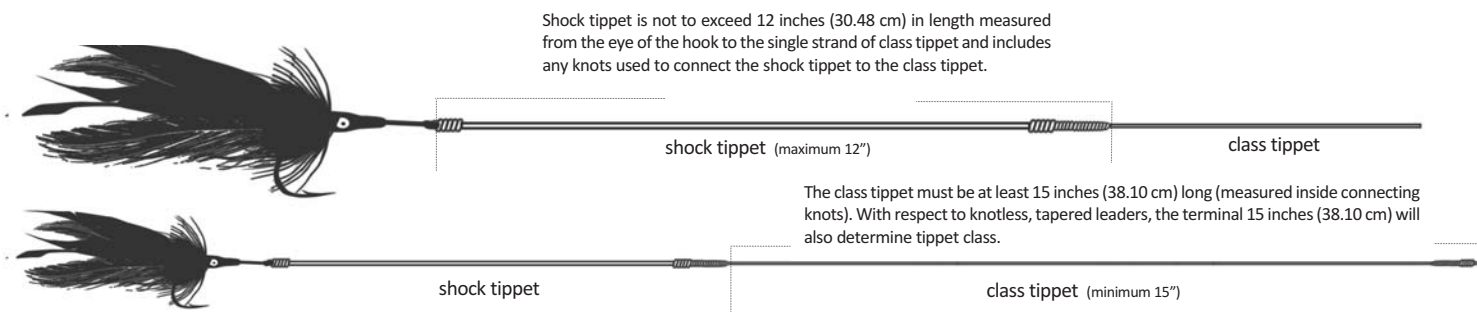 Shock tippet is not to exceed 12 inches (30.48 cm) in length measured
from the eye of the hook to the single strand of class tippet and includes
any knots used to connect the shock tippet to the class tippet.
shock tippet (maximum 12”)
class tippet
The class tippet must be at least 15 inches (38.10 cm) long (measured inside connecting
knots). With respect to knotless, tapered leaders, the terminal 15 inches (38.10 cm) will
also determine tippet class.
shock tippet
class tippet (minimum 15”)